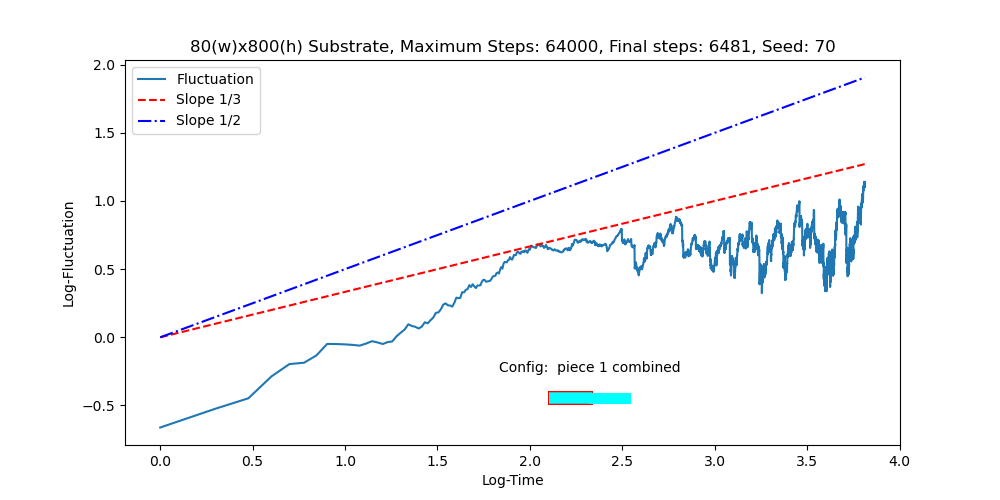 80(w)x800(h) Substrate, Maximum Steps: 64000, Final steps: 6481, Seed: 70
Fluctuation
Slope 1/3
Slope 1/2
2.0
1.5
1.0
0.5
0.0
−0.5
Log-Fluctuation
Config:  piece 1 combined
0.0 0.5 1.0 1.5 2.0 2.5 3.0 3.5 4.0
Log-Time